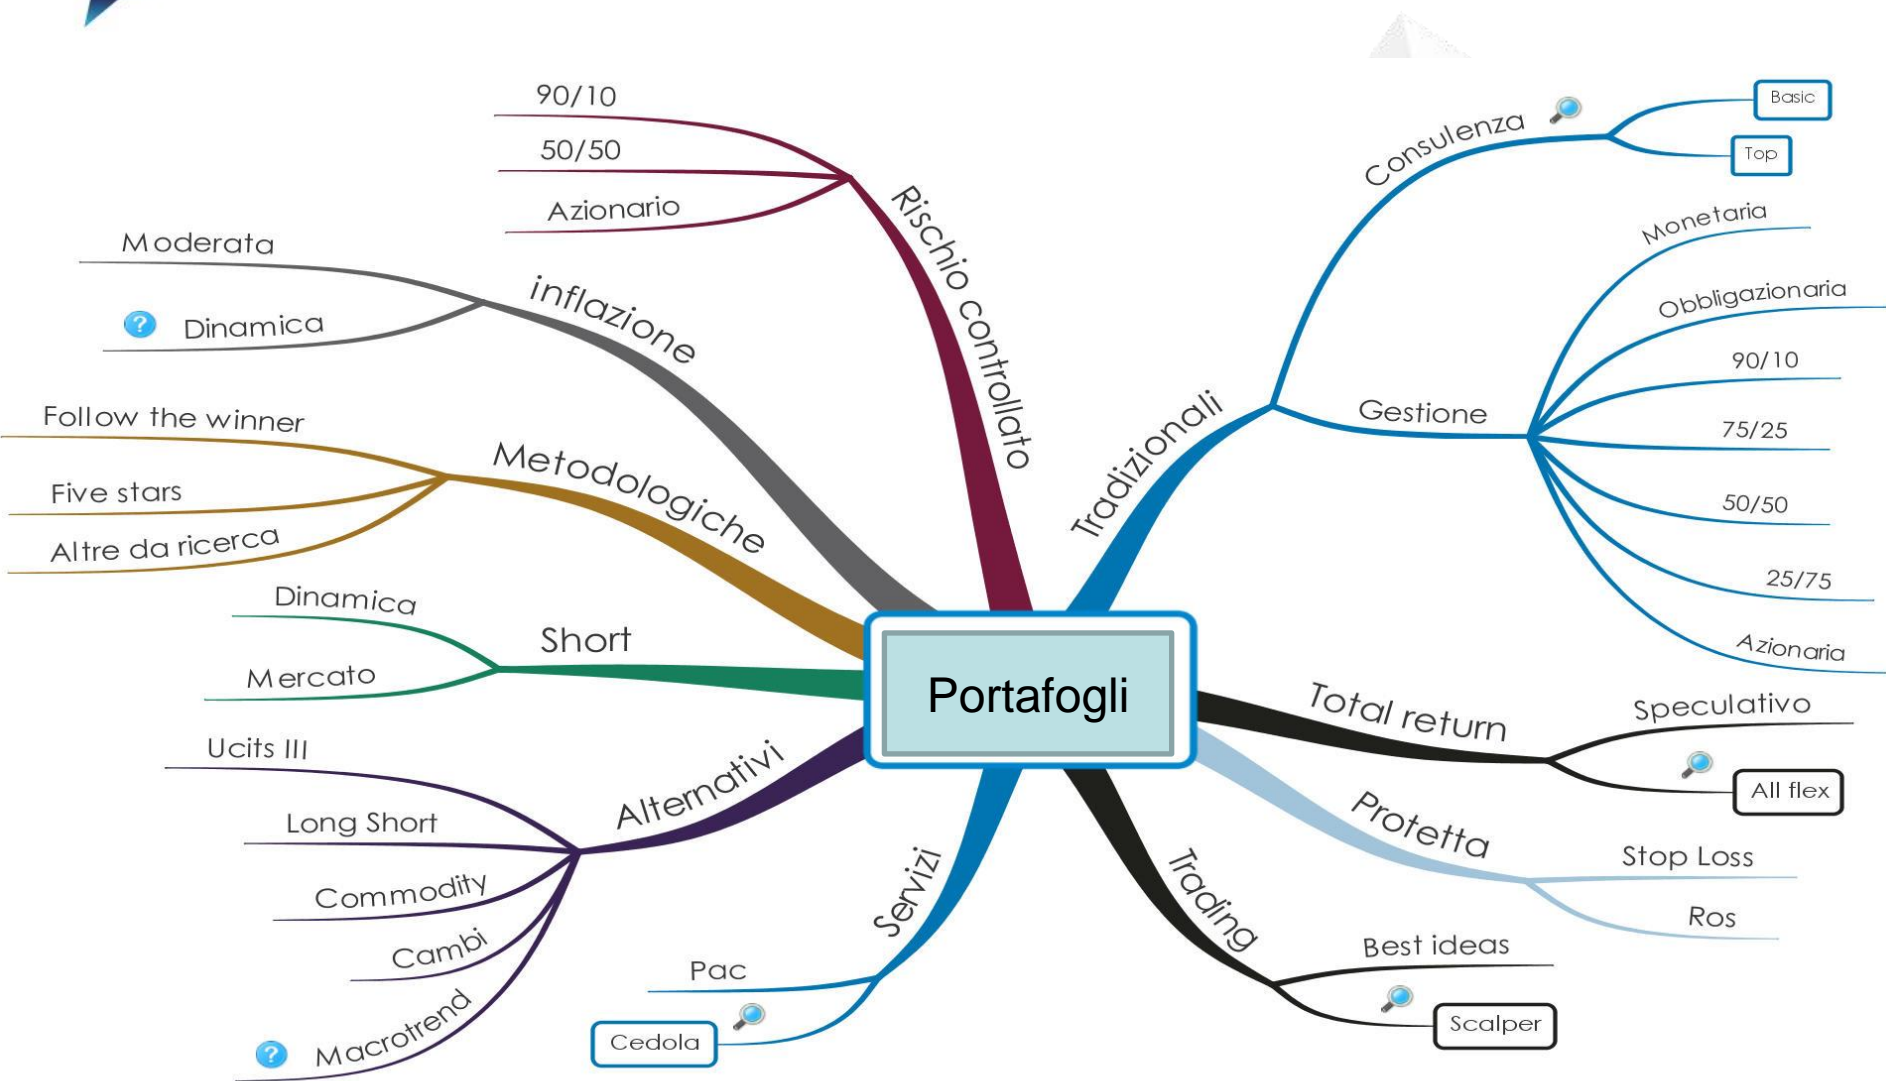 Portafogli
Tradizionali
Consulenza
Basic
Top
Gestione
Monetaria
Obbligazionaria
90/10
75/25
50/50
25/75
Azionaria
Total return
Speculativo
All flex
Protetta
Stop Loss
Ros
Trading
Best ideas
Scalper
Servizi
Pac
Cedola
Alternativi
Ucits III
Long Short
Commodity
Cambi
? Macrotrend
Short
Dinamica
Mercato
Metodologiche
Follow the winner
Five stars
Altre da ricerca
inflazione
Moderata
? Dinamica
Rischio controllato
90/10
50/50
Azionario